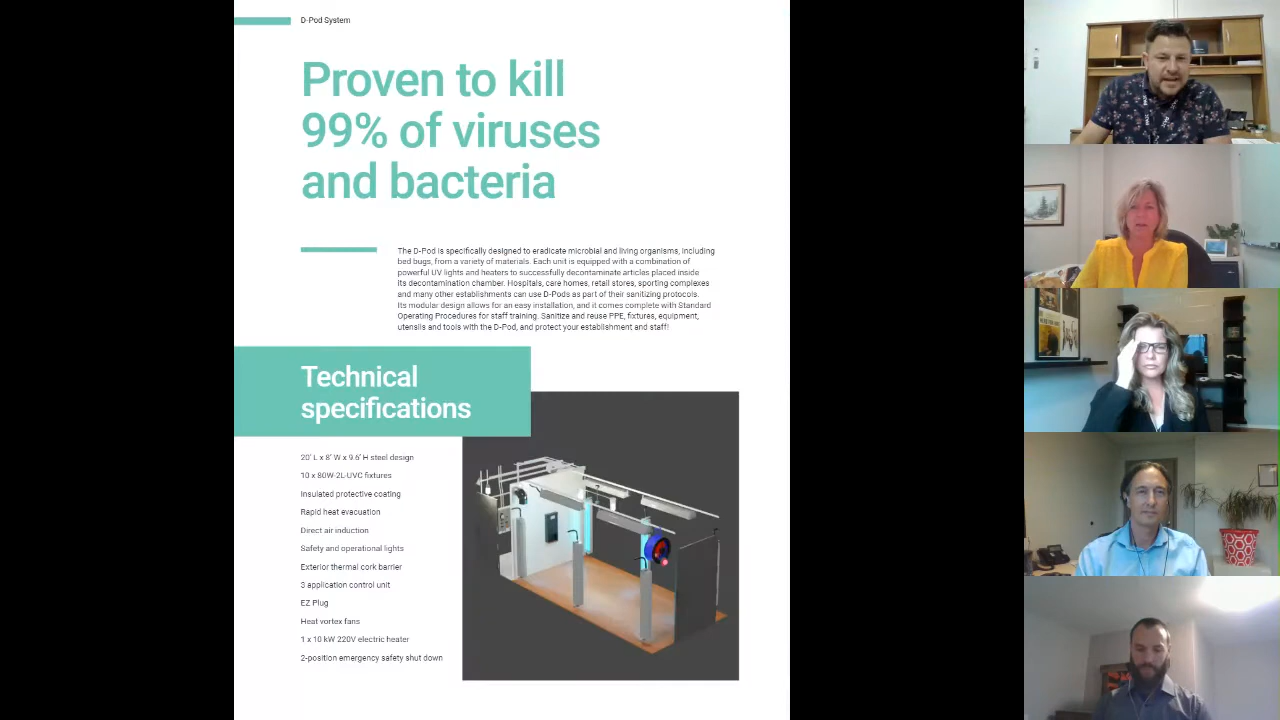 D-Pod System
Proven to kill
99% of viruses
and bacteria
The D-Pod is specifically designed to eradicate microbial and living organisms, including
bed bugs, from a variety of materials. Each unit is equipped with a combination of
powerful UV lights and heaters to successfully decontaminate articles placed inside
its decontamination chamber. Hospitals, care homes, retail stores, sporting complexes
and many other establishments can use D-Pods as part of their sanitizing protocols.
Its modular design allows for an easy installation, and it comes complete with Standard
Operating Procedures for staff training. Sanitize and reuse PPE, fixtures, equipment,
utensils and tools with the D-Pod, and protect your establishment and staff!
Technical
specifications
20' L x 8' W x 9.6' H steel design
10 x 80W-2L-UVC fixtures
Insulated protective coating
Rapid heat evacuation
Direct air induction
Safety and operational lights
Exterior thermal cork barrier
3 application control unit
EZ Plug
Heat vortex fans
1 x 10 kW 220V electric heater
2-position emergency safety shut down